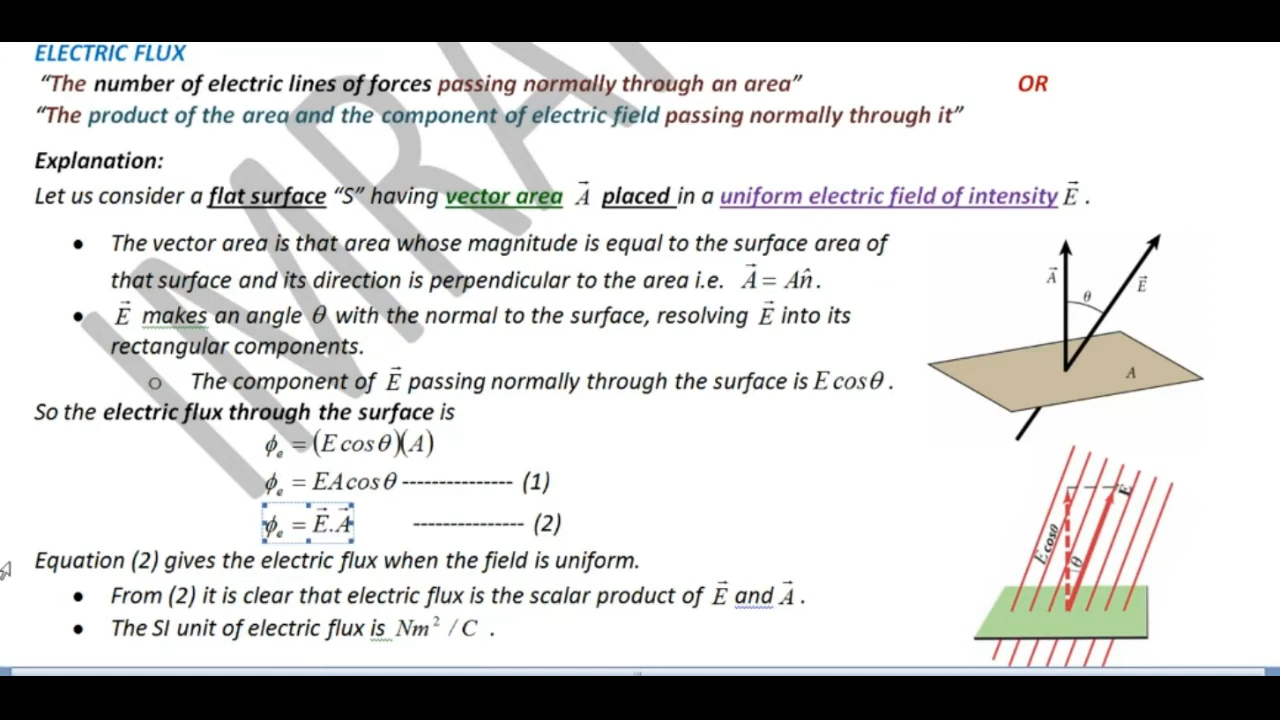 ELECTRIC FLUX
“The number of electric lines of forces passing normally through an area” OR
“The product of the area and the component of electric field passing normally through it”
Explanation:
Let us consider a flat surface “S” having vector area A⃗ placed in a uniform electric field of intensity E⃗ .
• The vector area is that area whose magnitude is equal to the surface area of
that surface and its direction is perpendicular to the area i.e. A⃗ = An̂.
• E⃗ makes an angle θ with the normal to the surface, resolving E⃗ into its
rectangular components.
o The component of E⃗ passing normally through the surface is E cosθ .
So the electric flux through the surface is
ϕₑ = (E cosθ)(A)
ϕₑ = EA cosθ --------------- (1)
ϕₑ = E⃗.A⃗ --------------- (2)
Equation (2) gives the electric flux when the field is uniform.
• From (2) it is clear that electric flux is the scalar product of E⃗ and A⃗ .
• The SI unit of electric flux is Nm² / C .
A⃗
θ
E⃗
A
E cosθ
θ
E⃗
IMRAN